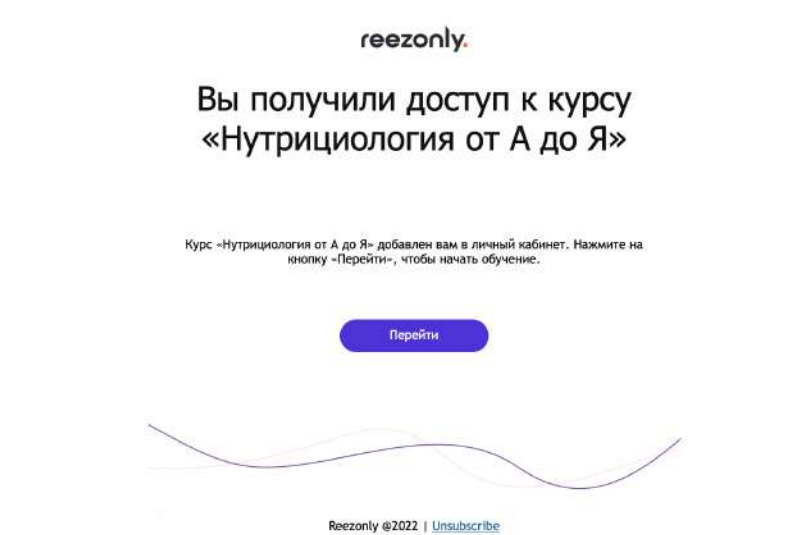 reezonly.
Вы получили доступ к курсу
«Нутрициология от А до Я»
Курс «Нутрициология от А до Я» добавлен вам в личный кабинет. Нажмите на
кнопку «Перейти», чтобы начать обучение.
Перейти
Reezonly @2022 | Unsubscribe